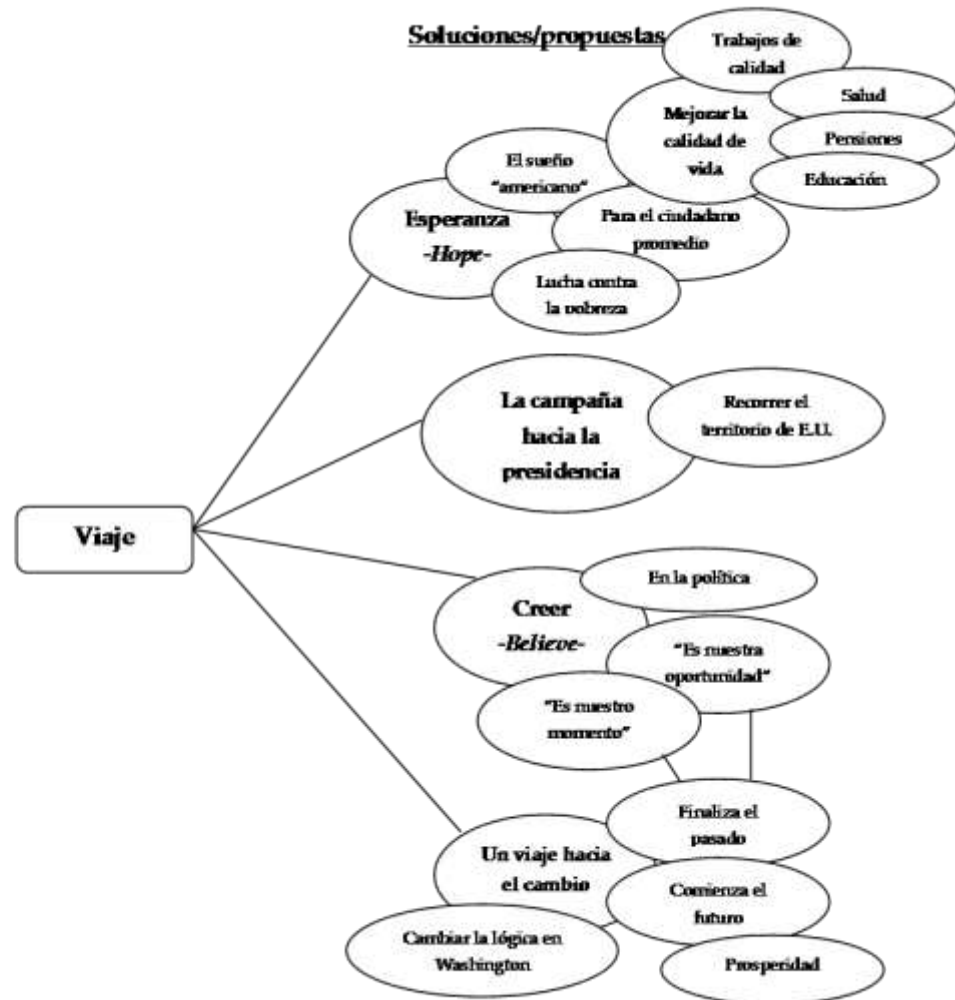 Soluciones/propuestas
Trabajos de
calidad
Salud
Mejorar la
calidad de
vida
Pensiones
Educación
El sueño
"americano"
Esperanza
-Hope-
Para el ciudadano
promedio
Lucha contra
la pobreza
La campaña
hacia la
presidencia
Recorrer el
territorio de E.U.
Viaje
En la política
Creer
-Believe-
"Es nuestra
oportunidad"
"Es nuestro
momento"
Finaliza el
pasado
Un viaje hacia
el cambio
Comienza el
futuro
Cambiar la lógica en
Washington
Prosperidad